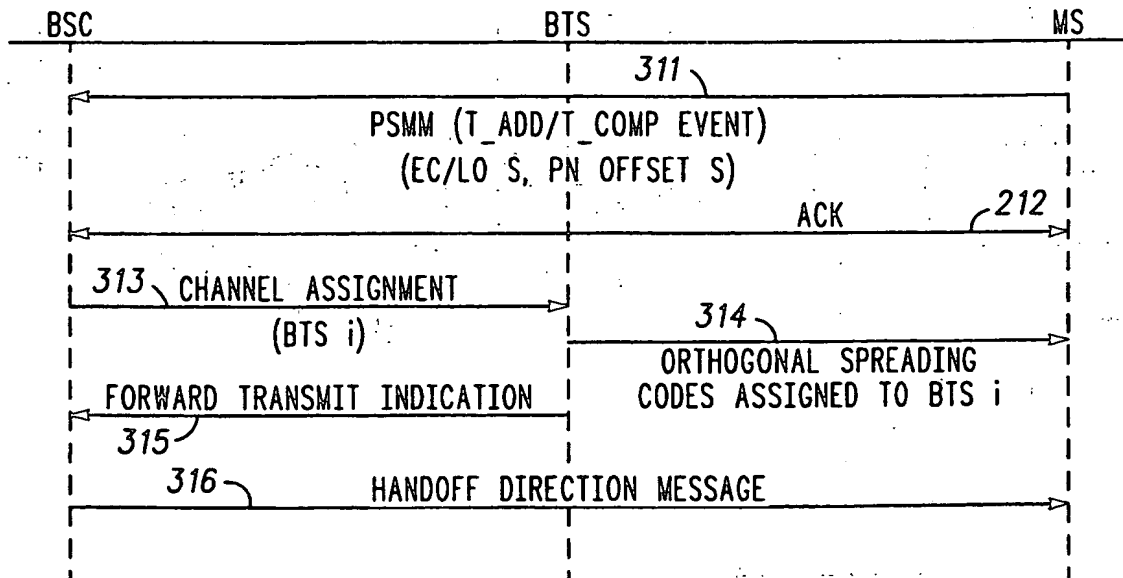 BSC BTS MS
311
PSMM (T_ADD/T_COMP EVENT)
(EC/LO S, PN OFFSET S)
ACK 212
313 CHANNEL ASSIGNMENT
(BTS i)
314
ORTHOGONAL SPREADING
CODES ASSIGNED TO BTS i
FORWARD TRANSMIT INDICATION
315
316 HANDOFF DIRECTION MESSAGE